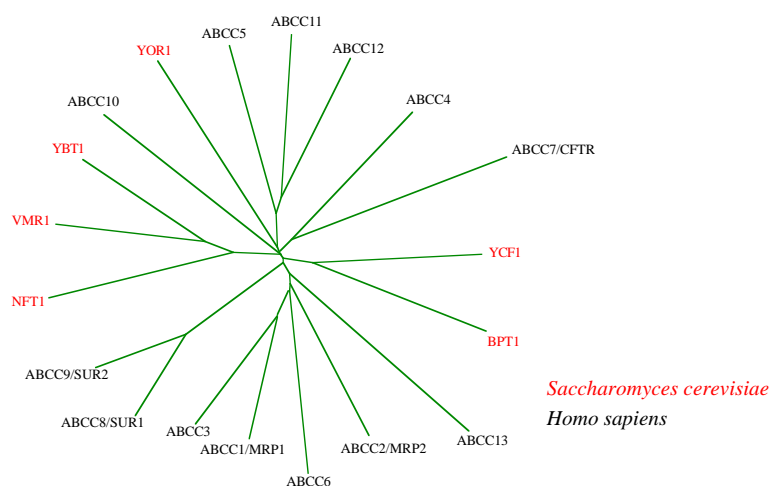 ABCC11
ABCC5
YOR1
ABCC12
ABCC10
ABCC4
YBT1
ABCC7/CFTR
VMR1
YCF1
NFT1
BPT1
ABCC9/SUR2
Saccharomyces cerevisiae
Homo sapiens
ABCC8/SUR1
ABCC3
ABCC1/MRP1
ABCC2/MRP2
ABCC13
ABCC6